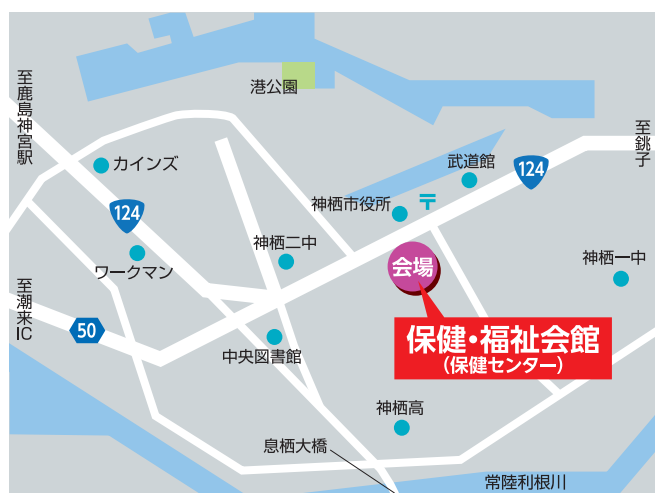 港公園
至鹿島神宮駅
至銚子
カインズ
武道館
124
神栖市役所
〒
124
神栖二中
会場
神栖一中
ワークマン
至潮来IC
50
保健・福祉会館
(保健センター)
中央図書館
神栖高
息栖大橋
常陸利根川